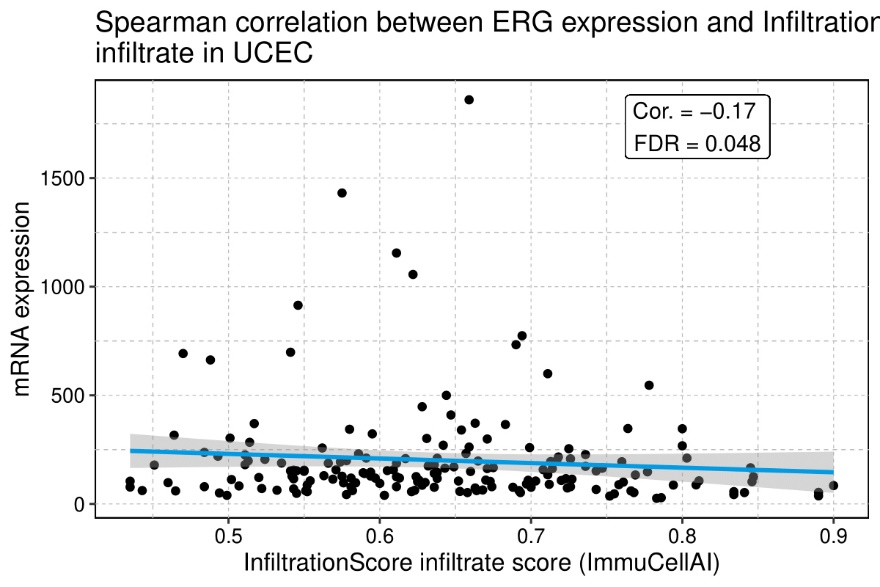 Spearman correlation between ERG expression and Infiltration
infiltrate in UCEC
Cor. = −0.17
FDR = 0.048
1500
1000
500
0
mRNA expression
0.5 0.6 0.7 0.8 0.9
InfiltrationScore infiltrate score (ImmuCellAI)